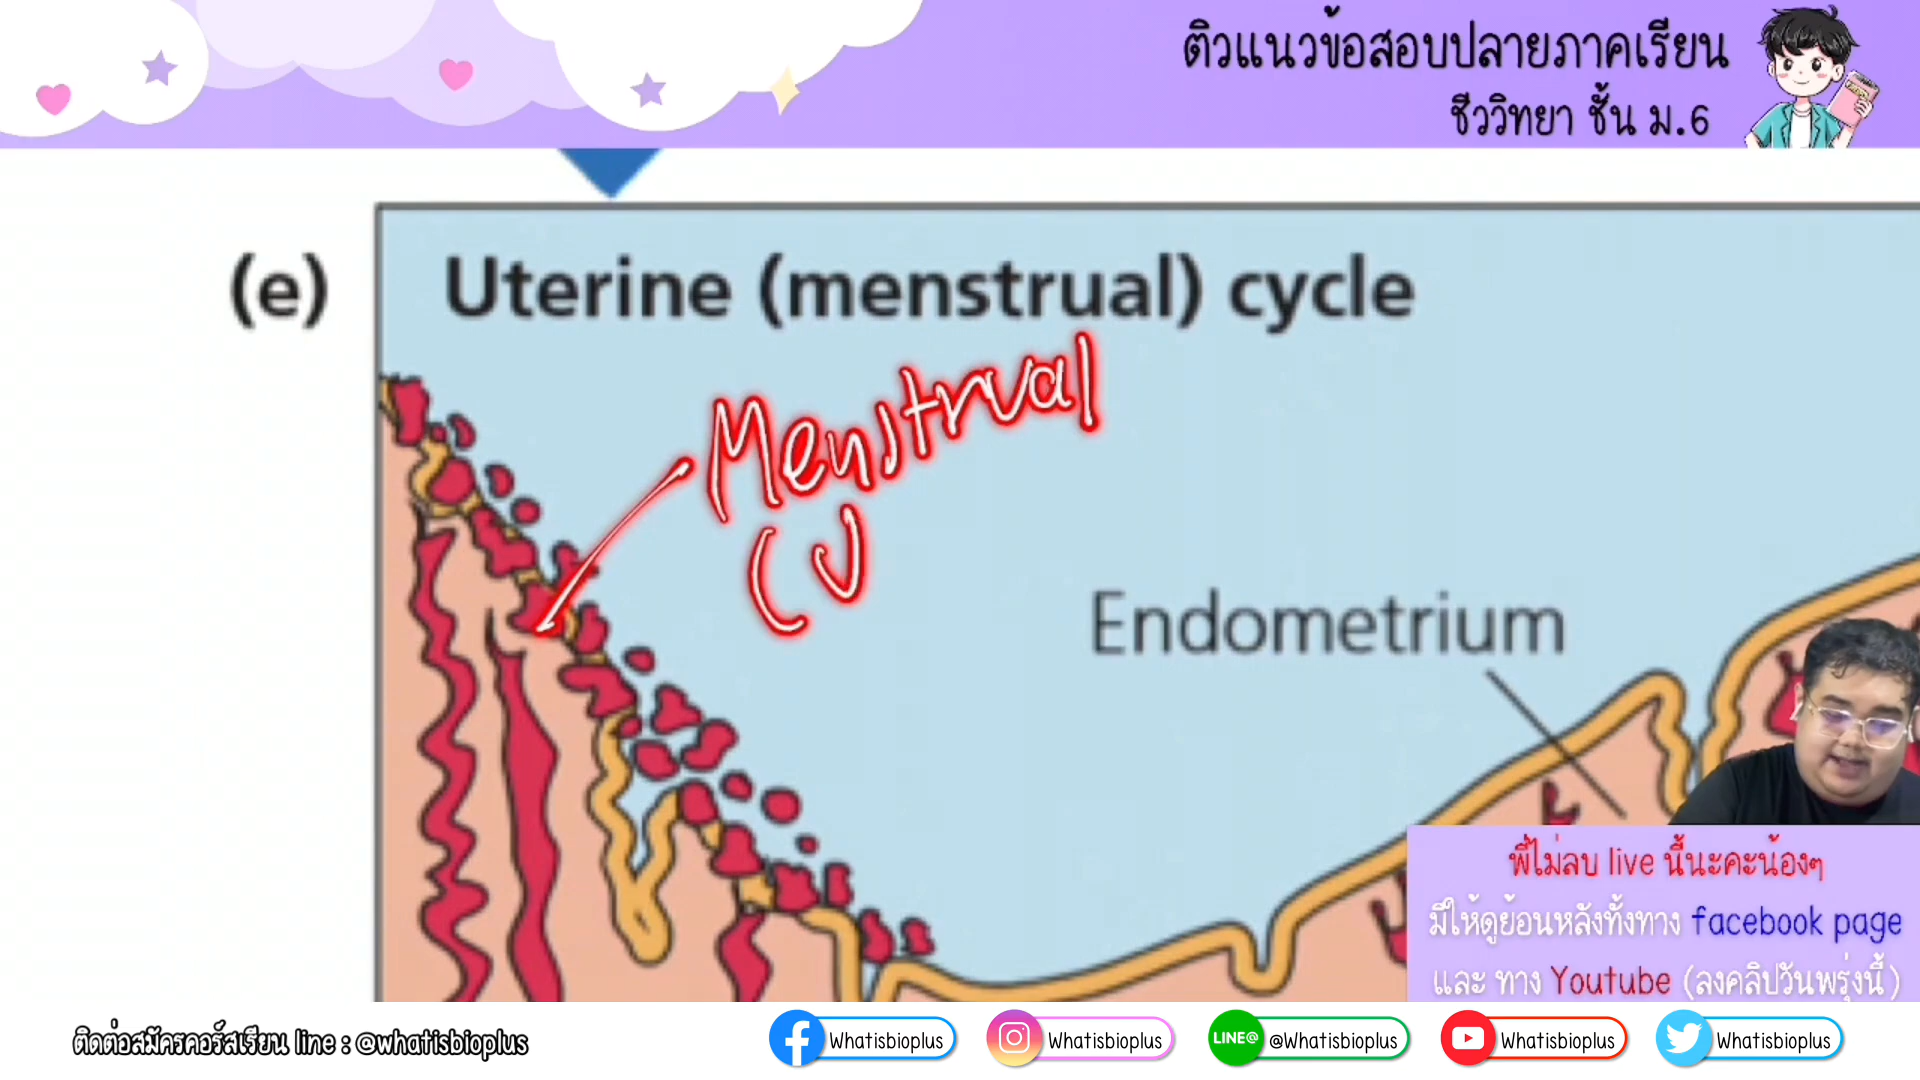 ติวแนวข้อสอบปลายภาคเรียน
ชีววิทยา ชั้น ม.6
(e) Uterine (menstrual) cycle
Menstrual
Endometrium
พี่ไม่ลบ live นี้นะคะน้องๆ
มีให้ดูย้อนหลังทั้งทาง facebook page
และ ทาง Youtube (ลงคลิปวันพรุ่งนี้)
ติดต่อสมัครคอร์สเรียน line : @whatisbioplus
Whatisbioplus
Whatisbioplus
LINE@ @Whatisbioplus
Whatisbioplus
Whatisbioplus